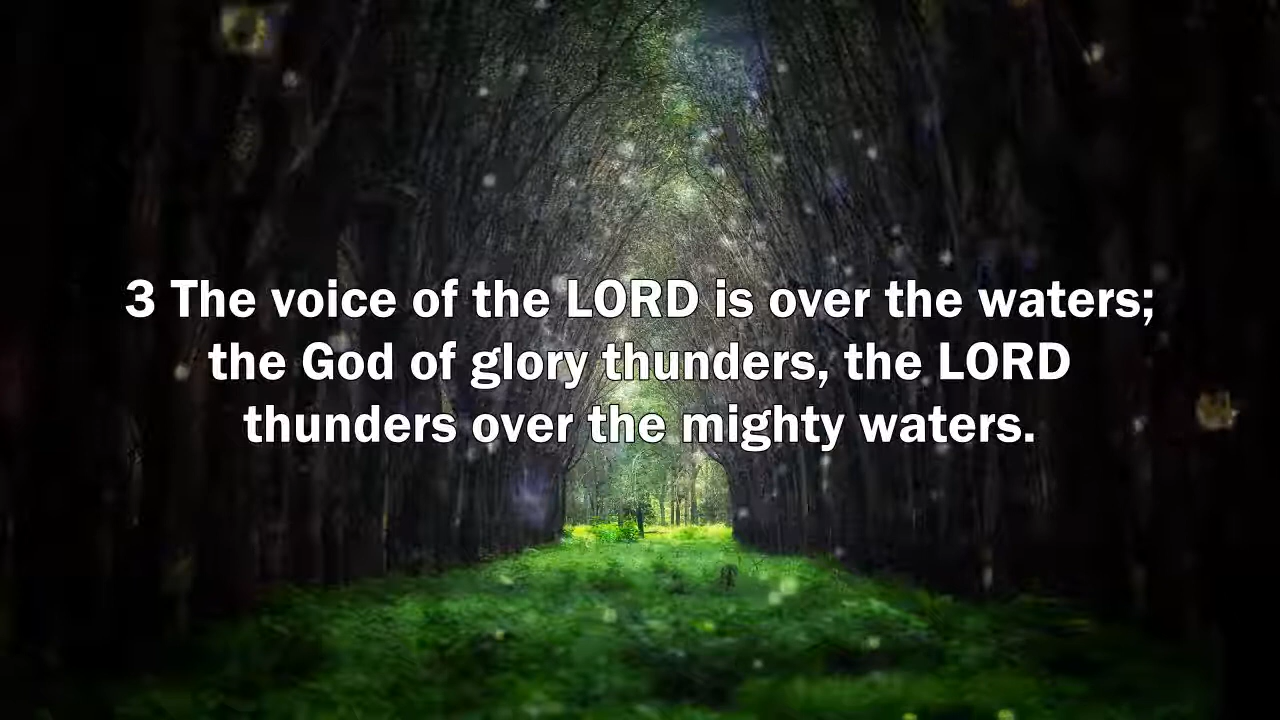 3 The voice of the LORD is over the waters;
the God of glory thunders, the LORD
thunders over the mighty waters.